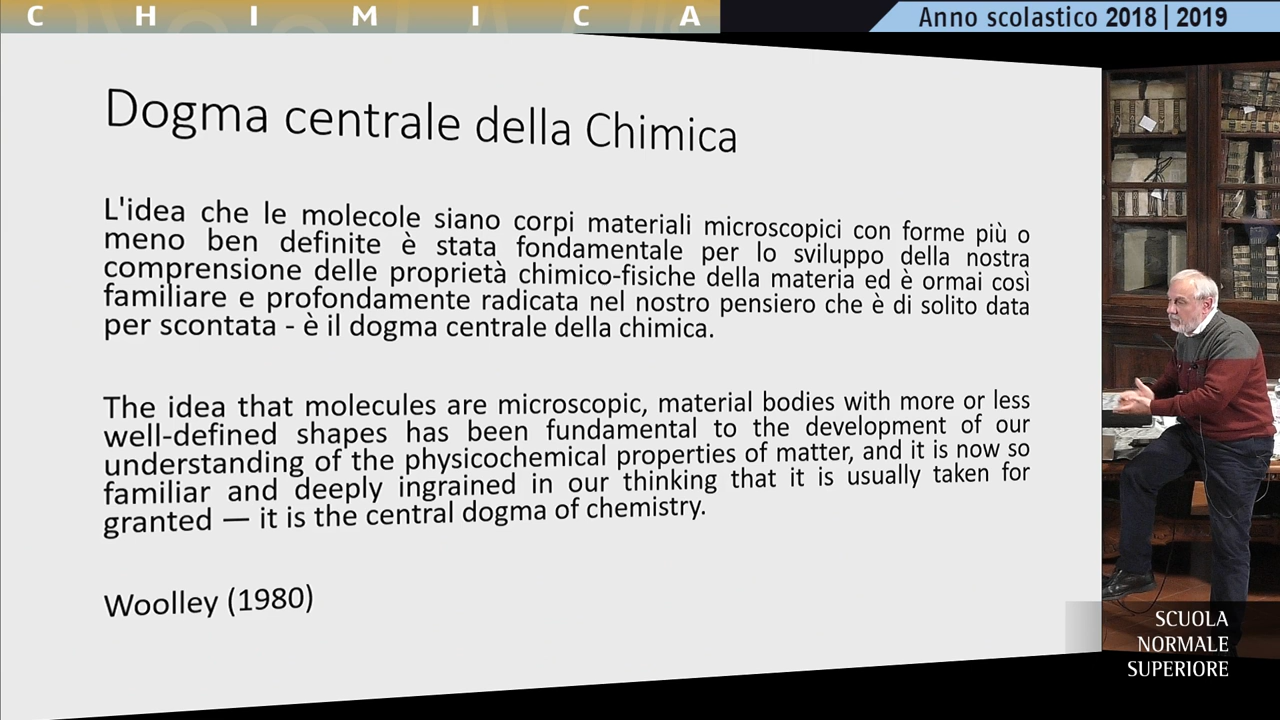 CHIMICA
Anno scolastico 2018 | 2019
Dogma centrale della Chimica
L'idea che le molecole siano corpi materiali microscopici con forme più o
meno ben definite è stata fondamentale per lo sviluppo della nostra
comprensione delle proprietà chimico-fisiche della materia ed è ormai così
familiare e profondamente radicata nel nostro pensiero che è di solito data
per scontata - è il dogma centrale della chimica.
The idea that molecules are microscopic, material bodies with more or less
well-defined shapes has been fundamental to the development of our
understanding of the physicochemical properties of matter, and it is now so
familiar and deeply ingrained in our thinking that it is usually taken for
granted — it is the central dogma of chemistry.
Woolley (1980)
SCUOLA
NORMALE
SUPERIORE